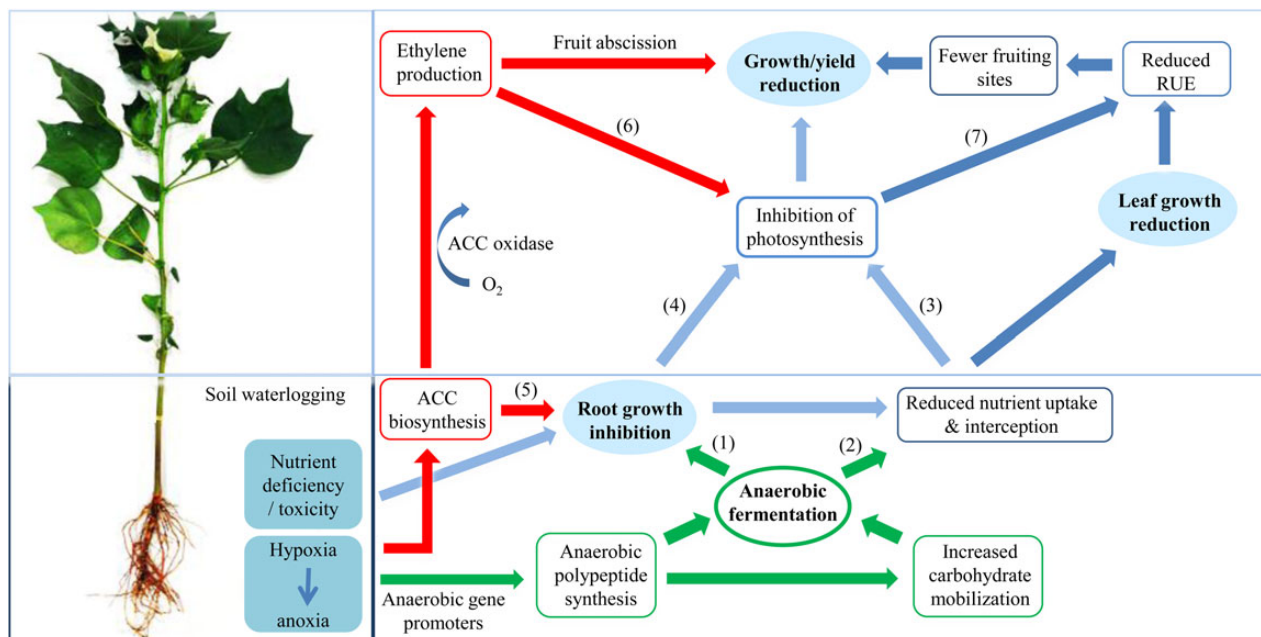 Ethylene
production
Fruit abscission
Growth/yield
reduction
Fewer fruiting
sites
Reduced
RUE
(6)
(7)
Inhibition of
photosynthesis
Leaf growth
reduction
ACC oxidase
O₂
(4)
(3)
Soil waterlogging
ACC
biosynthesis
(5)
Root growth
inhibition
Reduced nutrient uptake
& interception
(1)
(2)
Nutrient
deficiency
/ toxicity
Anaerobic
fermentation
Hypoxia
anoxia
Anaerobic gene
promoters
Anaerobic
polypeptide
synthesis
Increased
carbohydrate
mobilization